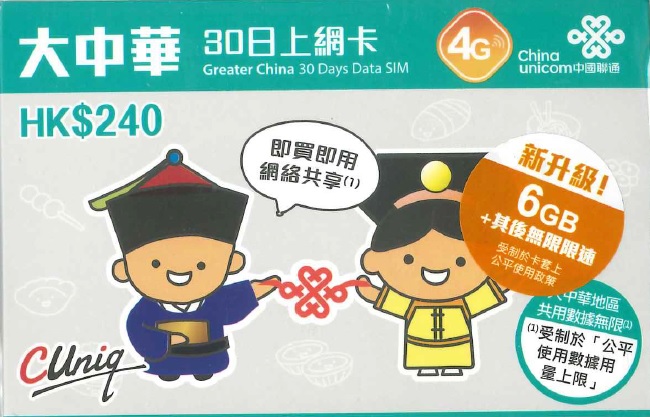 大中華 30日上網卡
Greater China 30 Days Data SIM
4G
China
unicom中國聯通
HK$240
即買即用
網絡共享(1)
新升級!
6GB
+其後無限限速
受制於卡套上
公平使用政策
大中華地區
共用數據無限(1)
(1)受制於「公平
使用數據用
量上限」
CUniq